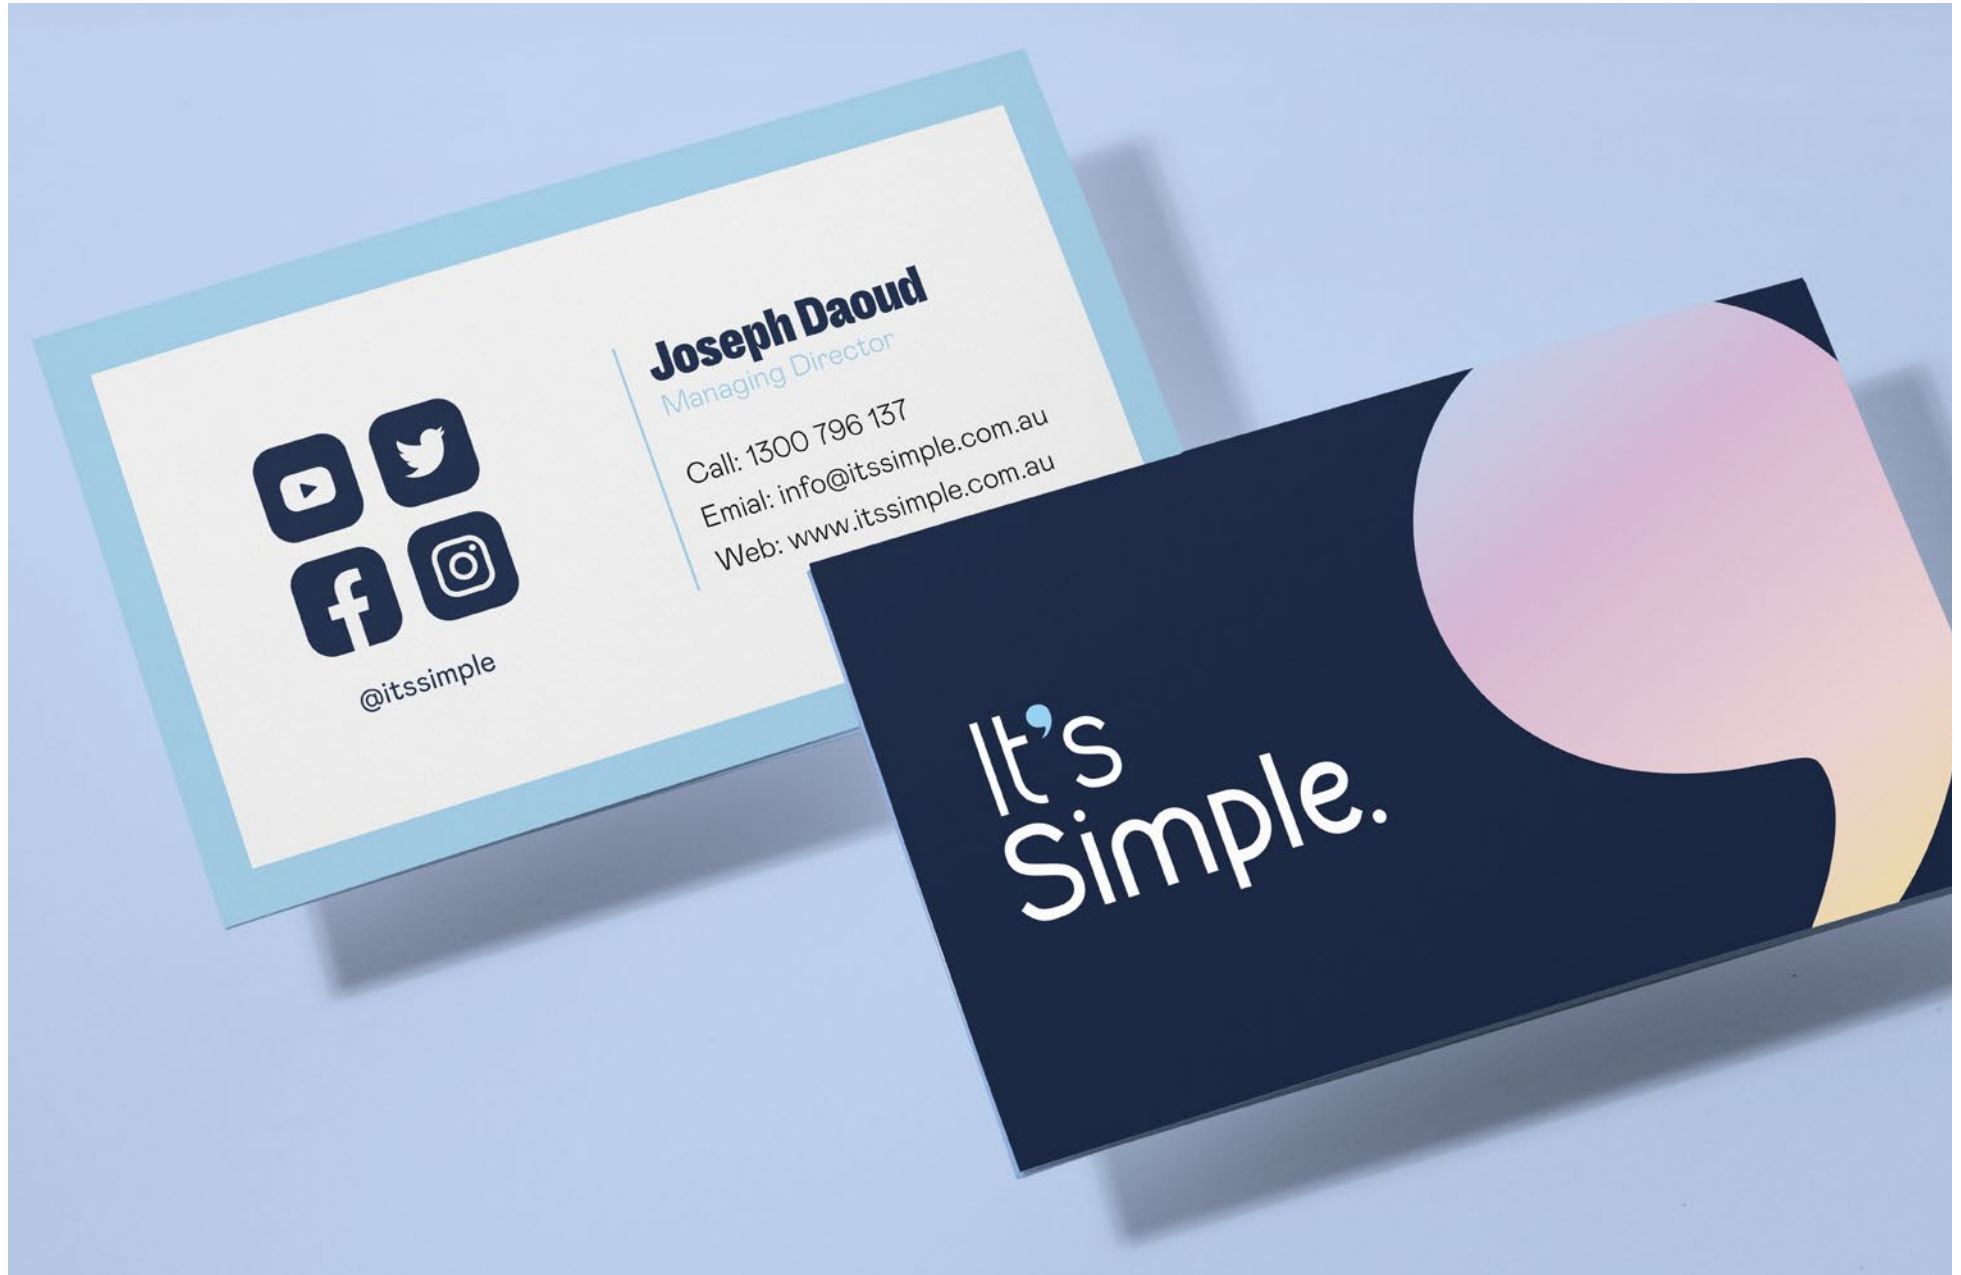 Joseph Daoud
Managing Director
Call: 1300 796 137
Emial: info@itssimple.com.au
Web: www.itssimple.com.au
@itssimple
It's
Simple.